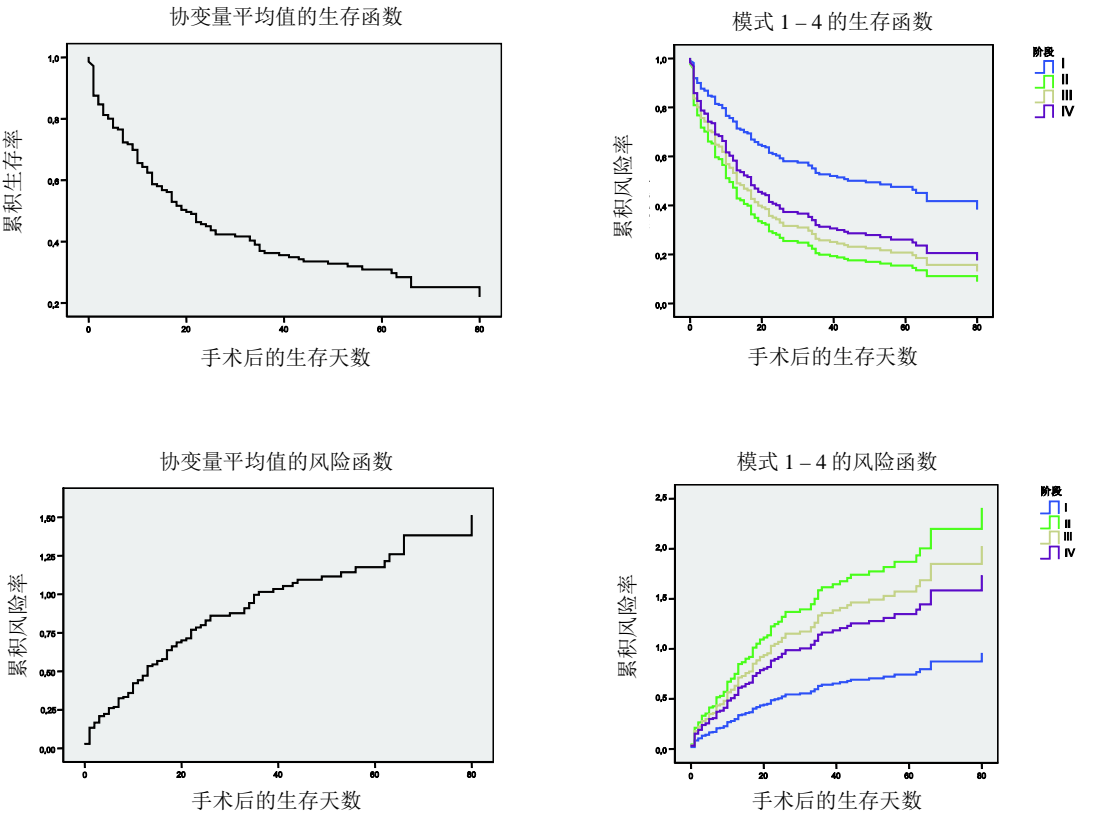 协变量平均值的生存函数
累积生存率
1,0
0,8
0,6
0,4
0,2
0
20
40
60
80
手术后的生存天数
模式 1 – 4 的生存函数
累积风险率
1,0
0,8
0,6
0,4
0,2
0,0
0
20
40
60
80
手术后的生存天数
阶段
I
II
III
IV
协变量平均值的风险函数
累积风险率
1,50
1,25
1,00
0,75
0,50
0,25
0,00
0
20
40
60
80
手术后的生存天数
模式 1 – 4 的风险函数
累积风险率
2,5
2,0
1,5
1,0
0,5
0,0
0
20
40
60
80
手术后的生存天数
阶段
I
II
III
IV